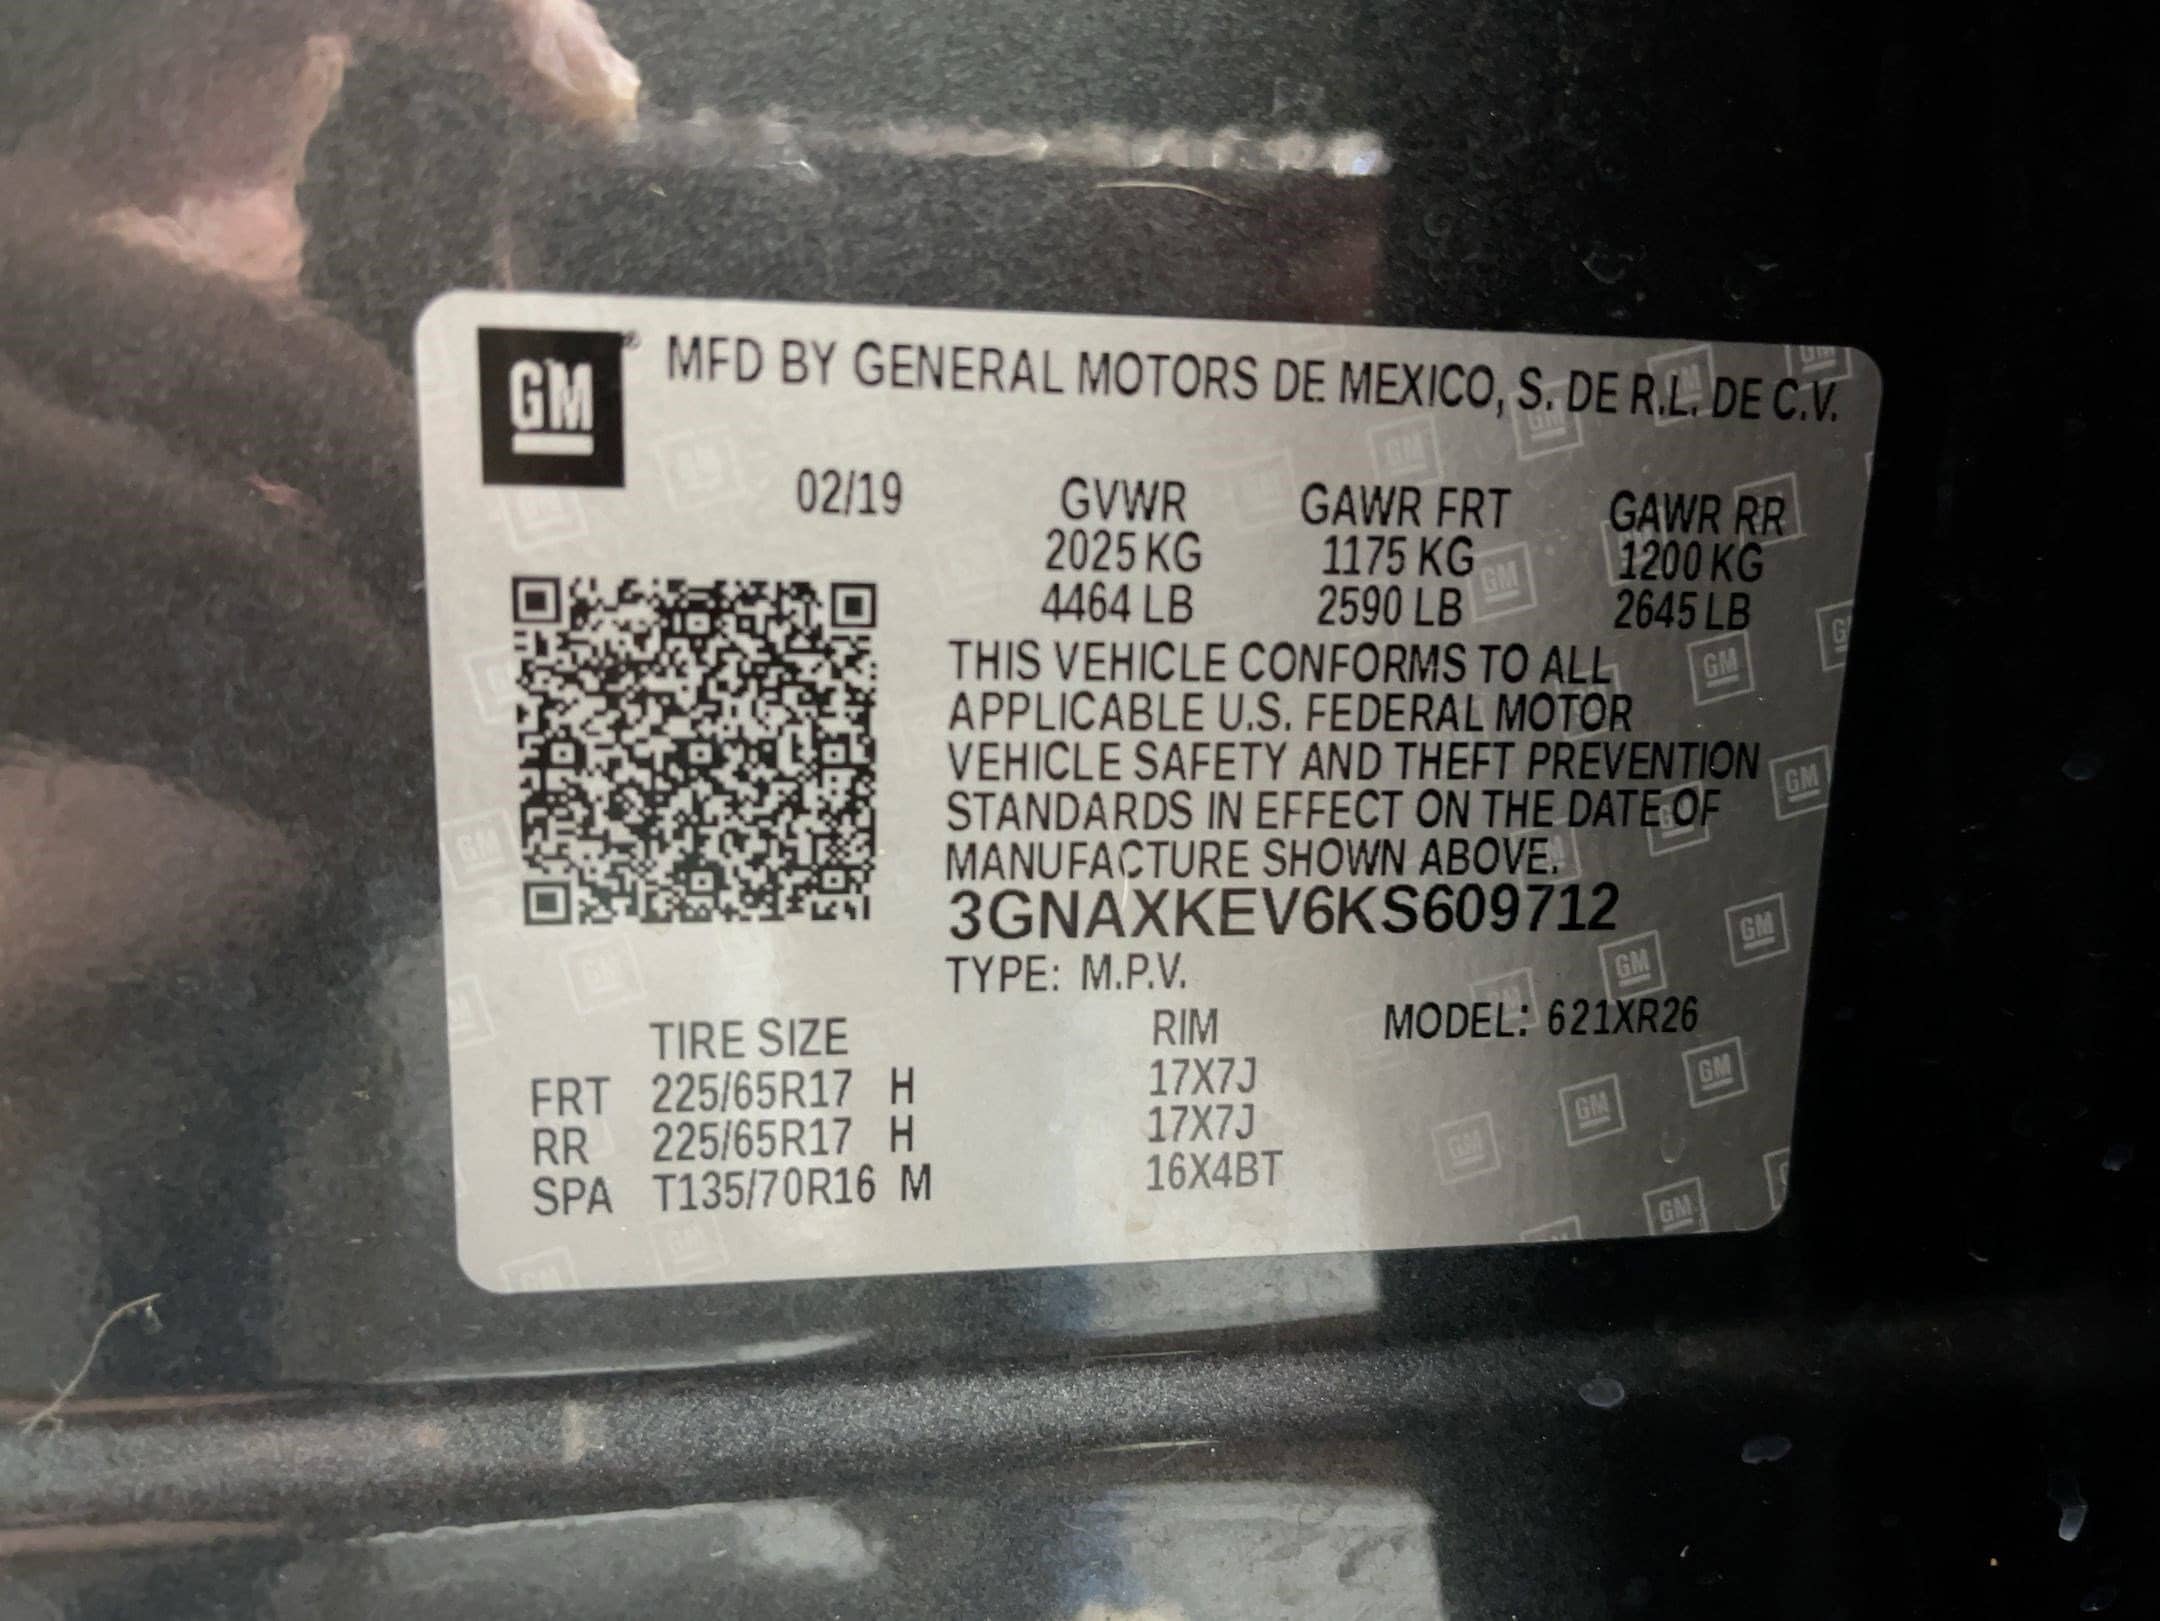 GM
MFD BY GENERAL MOTORS DE MEXICO, S. DE R.L. DE C.V.
02/19 GVWR GAWR FRT GAWR RR
2025 KG 1175 KG 1200 KG
4464 LB 2590 LB 2645 LB
THIS VEHICLE CONFORMS TO ALL
APPLICABLE U.S. FEDERAL MOTOR
VEHICLE SAFETY AND THEFT PREVENTION
STANDARDS IN EFFECT ON THE DATE OF
MANUFACTURE SHOWN ABOVE.
3GNAXKEV6KS609712
TYPE: M.P.V.
TIRE SIZE RIM MODEL: 621XR26
FRT 225/65R17 H 17X7J
RR 225/65R17 H 17X7J
SPA T135/70R16 M 16X4BT